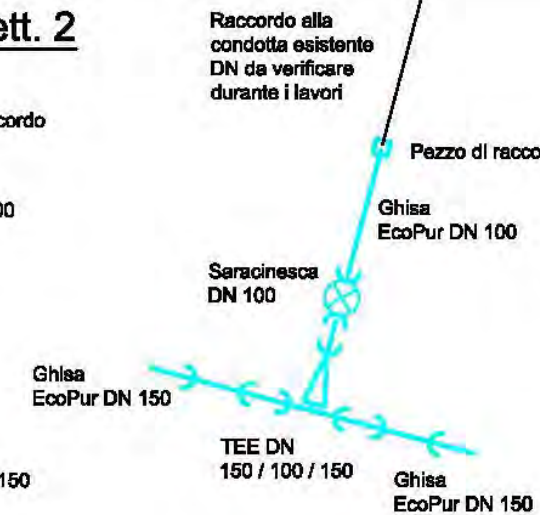 ett. 2
Raccordo alla
condotta esistente
DN da verificare
durante i lavori
cordo
Pezzo di racco
00
Ghisa
EcoPur DN 100
Saracinesca
DN 100
Ghisa
EcoPur DN 150
TEE DN
150 / 100 / 150
150
Ghisa
EcoPur DN 150